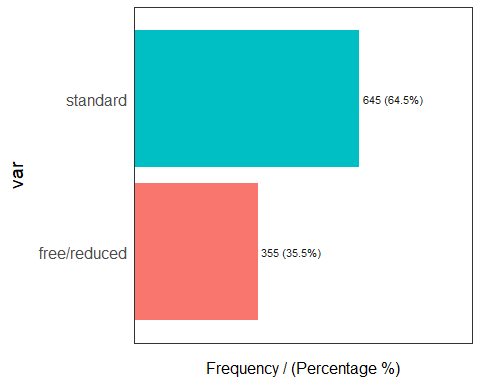 var
standard
645 (64.5%)
free/reduced
355 (35.5%)
Frequency / (Percentage %)